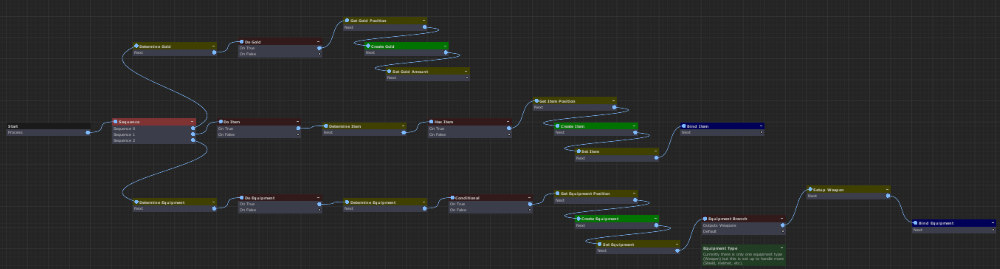 Get Gold Position
Next
Determine Gold
Next
Do Gold
On True
On False
Create Gold
Next
Set Gold Amount
Next
Start
Process
Sequence
Sequence 0
Sequence 1
Sequence 2
Do Item
On True
On False
Determine Item
Next
Has Item
On True
On False
Get Item Position
Next
Create Item
Next
Set Item
Next
Bind Item
Next
Determine Equipment
Next
Do Equipment
On True
On False
Determine Equipment
Next
Conditional
On True
On False
Get Equipment Position
Next
Create Equipment
Next
Set Equipment
Next
Equipment Branch
Outputs: Weapon
Default
Setup Weapon
Next
Bind Equipment
Next
Equipment Type
Currently there is only one equipment type
(Weapon) but this is set up to handle more
(Shield, Helmet, etc.)